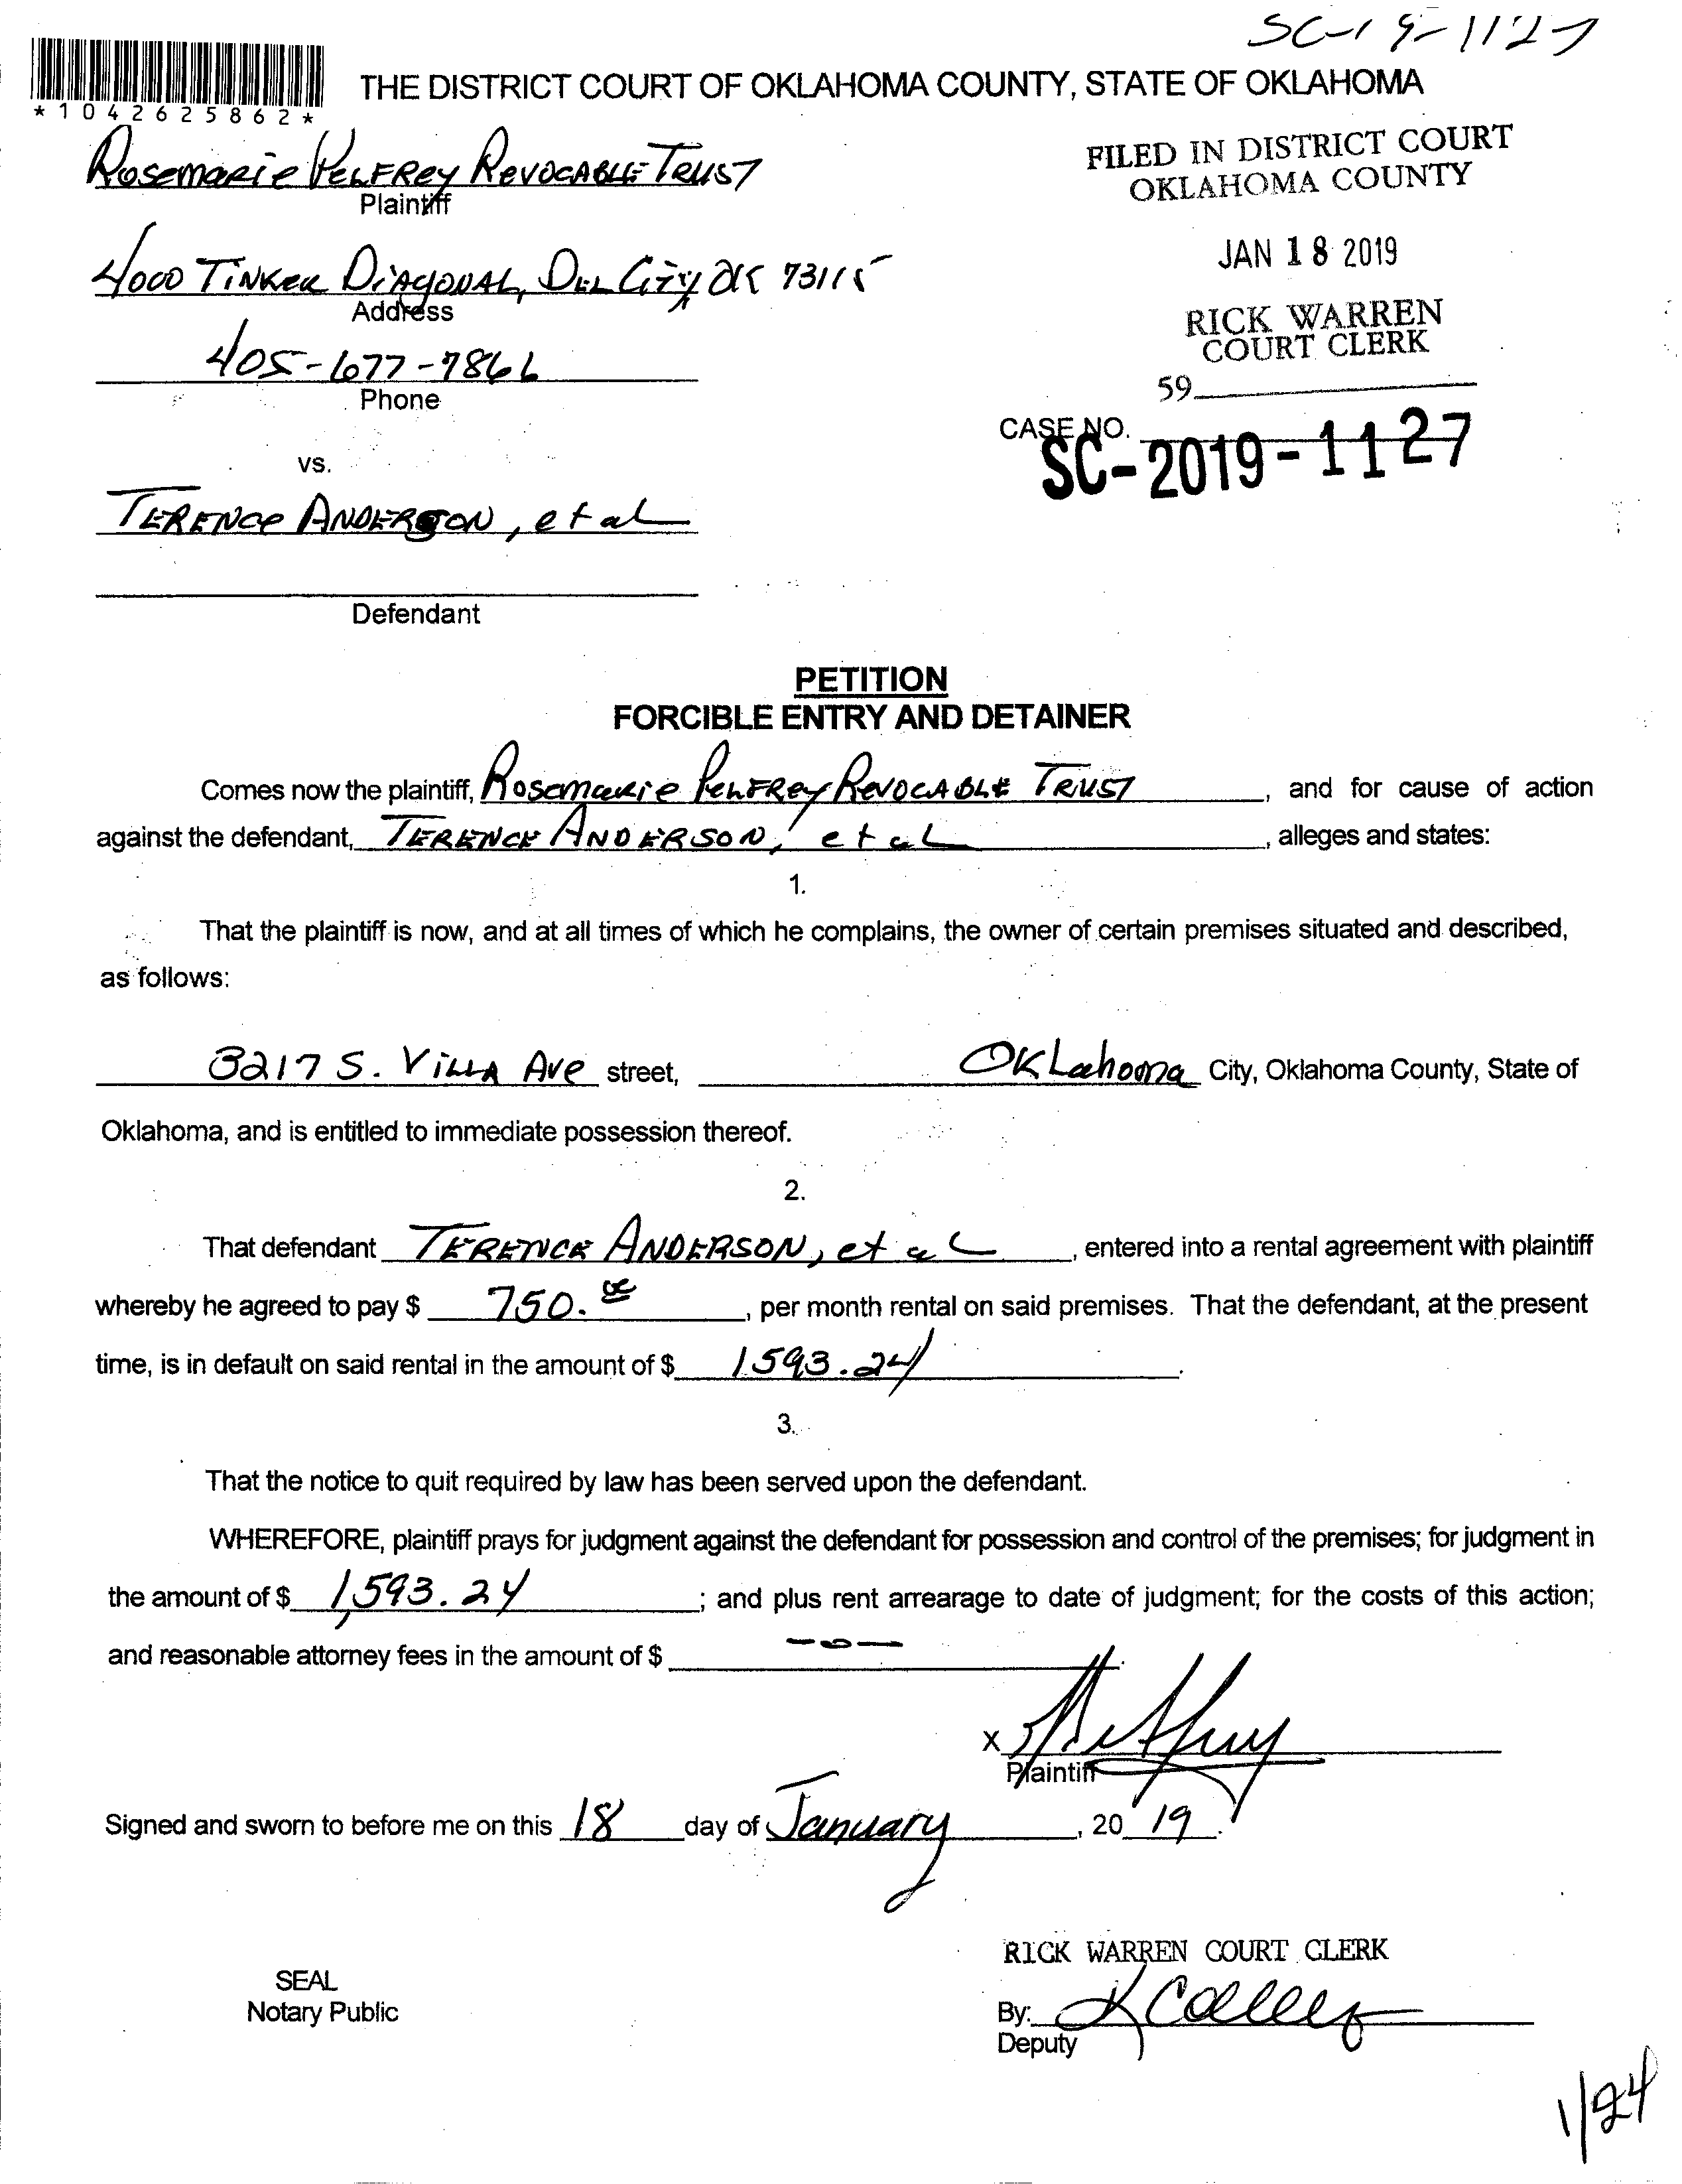 SC-19-1127
*1042625862*
THE DISTRICT COURT OF OKLAHOMA COUNTY, STATE OF OKLAHOMA
Rosemarie Pelfrey Revocable Trust
Plaintiff
FILED IN DISTRICT COURT
OKLAHOMA COUNTY
4000 Tinker Diagonal, Del City OK 73115
Address
JAN 18 2019
405-677-7866
Phone
RICK WARREN
COURT CLERK
59
CASE NO.
SC-2019-1127
vs.
Terence Anderson, et al
Defendant
PETITION
FORCIBLE ENTRY AND DETAINER
Comes now the plaintiff, Rosemarie Pelfrey Revocable Trust, and for cause of action
against the defendant, Terence Anderson, et al, alleges and states:
1.
That the plaintiff is now, and at all times of which he complains, the owner of certain premises situated and described,
as follows:
3217 S. Villa Ave street, Oklahoma City, Oklahoma County, State of
Oklahoma, and is entitled to immediate possession thereof.
2.
That defendant Terence Anderson, et al, entered into a rental agreement with plaintiff
whereby he agreed to pay $ 750.00, per month rental on said premises. That the defendant, at the present
time, is in default on said rental in the amount of $ 1593.24.
3.
That the notice to quit required by law has been served upon the defendant.
WHEREFORE, plaintiff prays for judgment against the defendant for possession and control of the premises; for judgment in
the amount of $ 1,593.24; and plus rent arrearage to date of judgment; for the costs of this action;
and reasonable attorney fees in the amount of $ -0-.
X
Plaintiff
Signed and sworn to before me on this 18 day of January, 20 19.
RICK WARREN COURT CLERK
SEAL
Notary Public
By:
Deputy
1/24